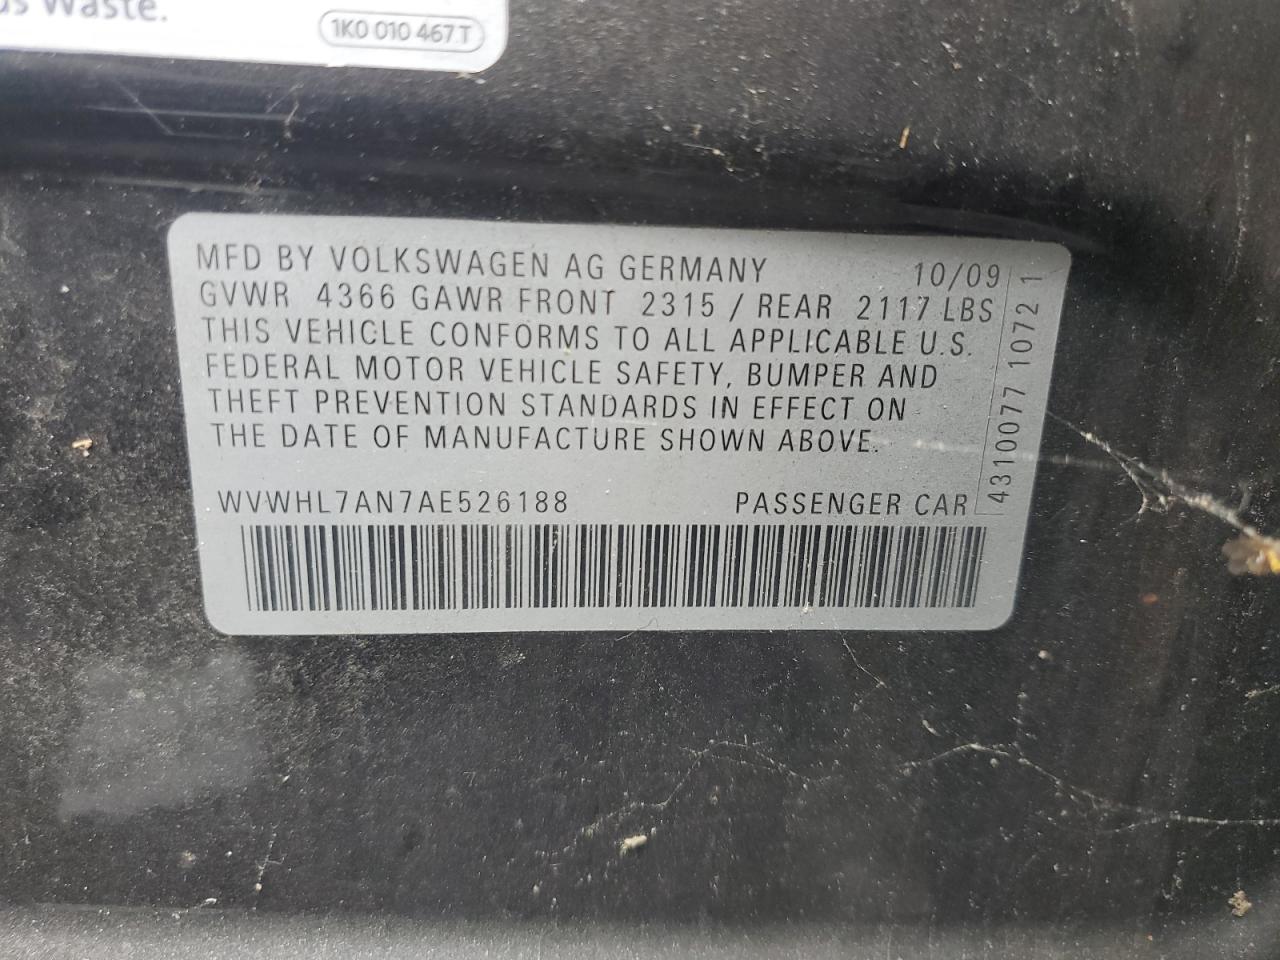 us Waste.
1K0 010 467 T
MFD BY VOLKSWAGEN AG GERMANY 10/09
GVWR 4366 GAWR FRONT 2315 / REAR 2117 LBS
THIS VEHICLE CONFORMS TO ALL APPLICABLE U.S.
FEDERAL MOTOR VEHICLE SAFETY, BUMPER AND
THEFT PREVENTION STANDARDS IN EFFECT ON
THE DATE OF MANUFACTURE SHOWN ABOVE.
WVWHL7AN7AE526188 PASSENGER CAR
4310077 1072 1